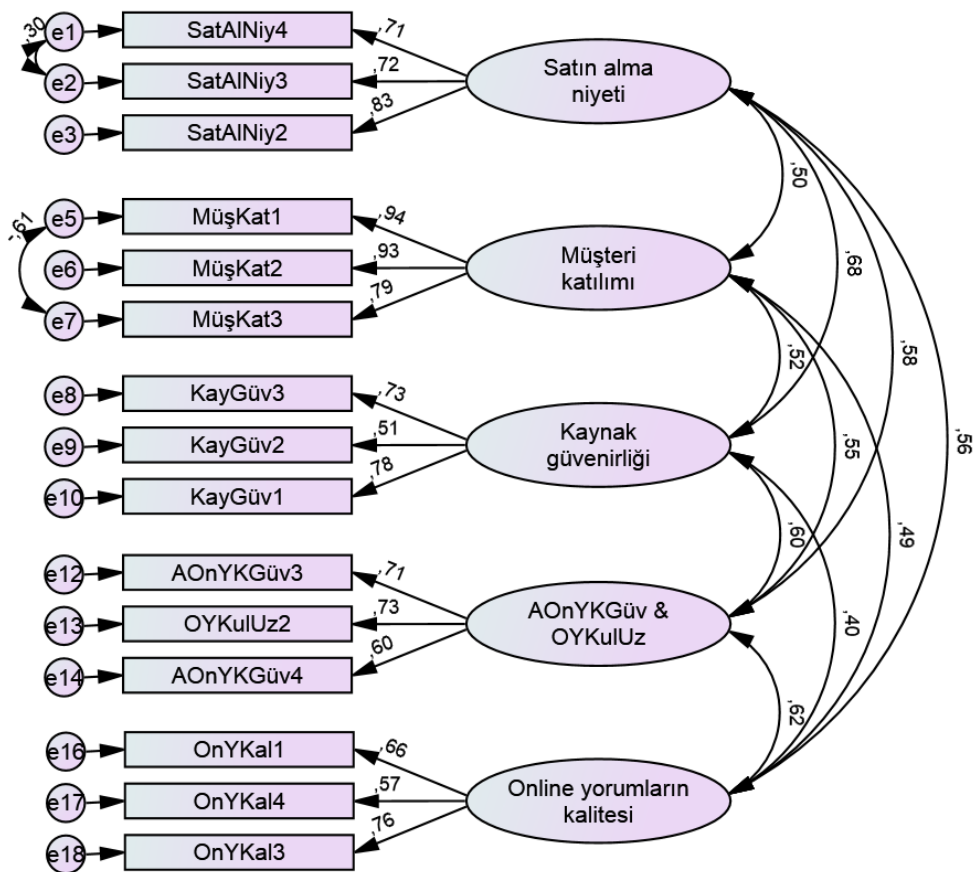 ,30
e1
SatAlNiy4
,71
e2
SatAlNiy3
,72
e3
SatAlNiy2
,83
Satın alma
niyeti
-,61
e5
MüşKat1
,94
e6
MüşKat2
,93
e7
MüşKat3
,79
Müşteri
katılımı
e8
KayGüv3
,73
e9
KayGüv2
,51
e10
KayGüv1
,78
Kaynak
güvenirliği
e12
AOnYKGüv3
,71
e13
OYKulUz2
,73
e14
AOnYKGüv4
,60
AOnYKGüv &
OYKulUz
e16
OnYKal1
,66
e17
OnYKal4
,57
e18
OnYKal3
,76
Online yorumların
kalitesi
,50
,68
,58
,56
,52
,55
,49
,60
,40
,62